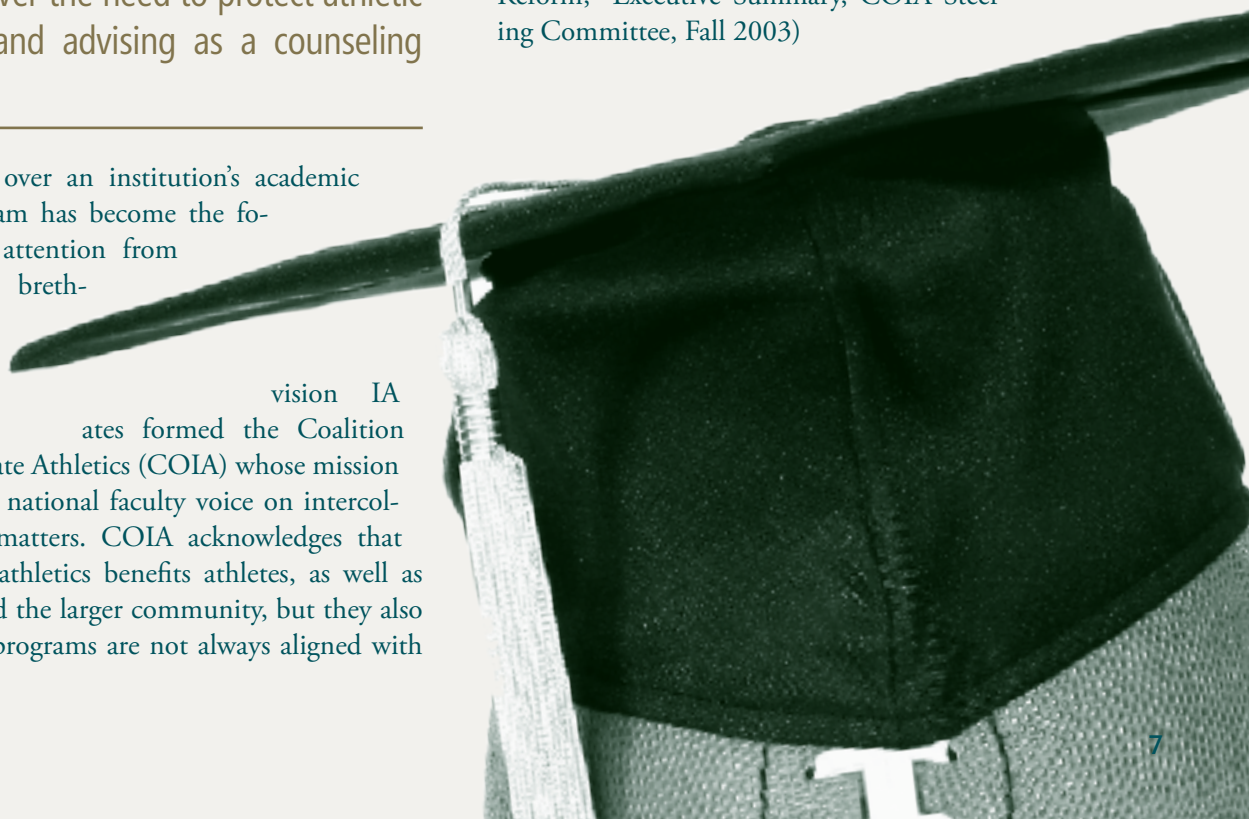 ver the need to protect athletic
and advising as a counseling
over an institution's academic
am has become the fo-
attention from
breth-
vision IA
ates formed the Coalition
ate Athletics (COIA) whose mission
national faculty voice on intercol-
matters. COIA acknowledges that
athletics benefits athletes, as well as
d the larger community, but they also
programs are not always aligned with
Reform," Executive Summary, COIA Steer-
ing Committee, Fall 2003)
7